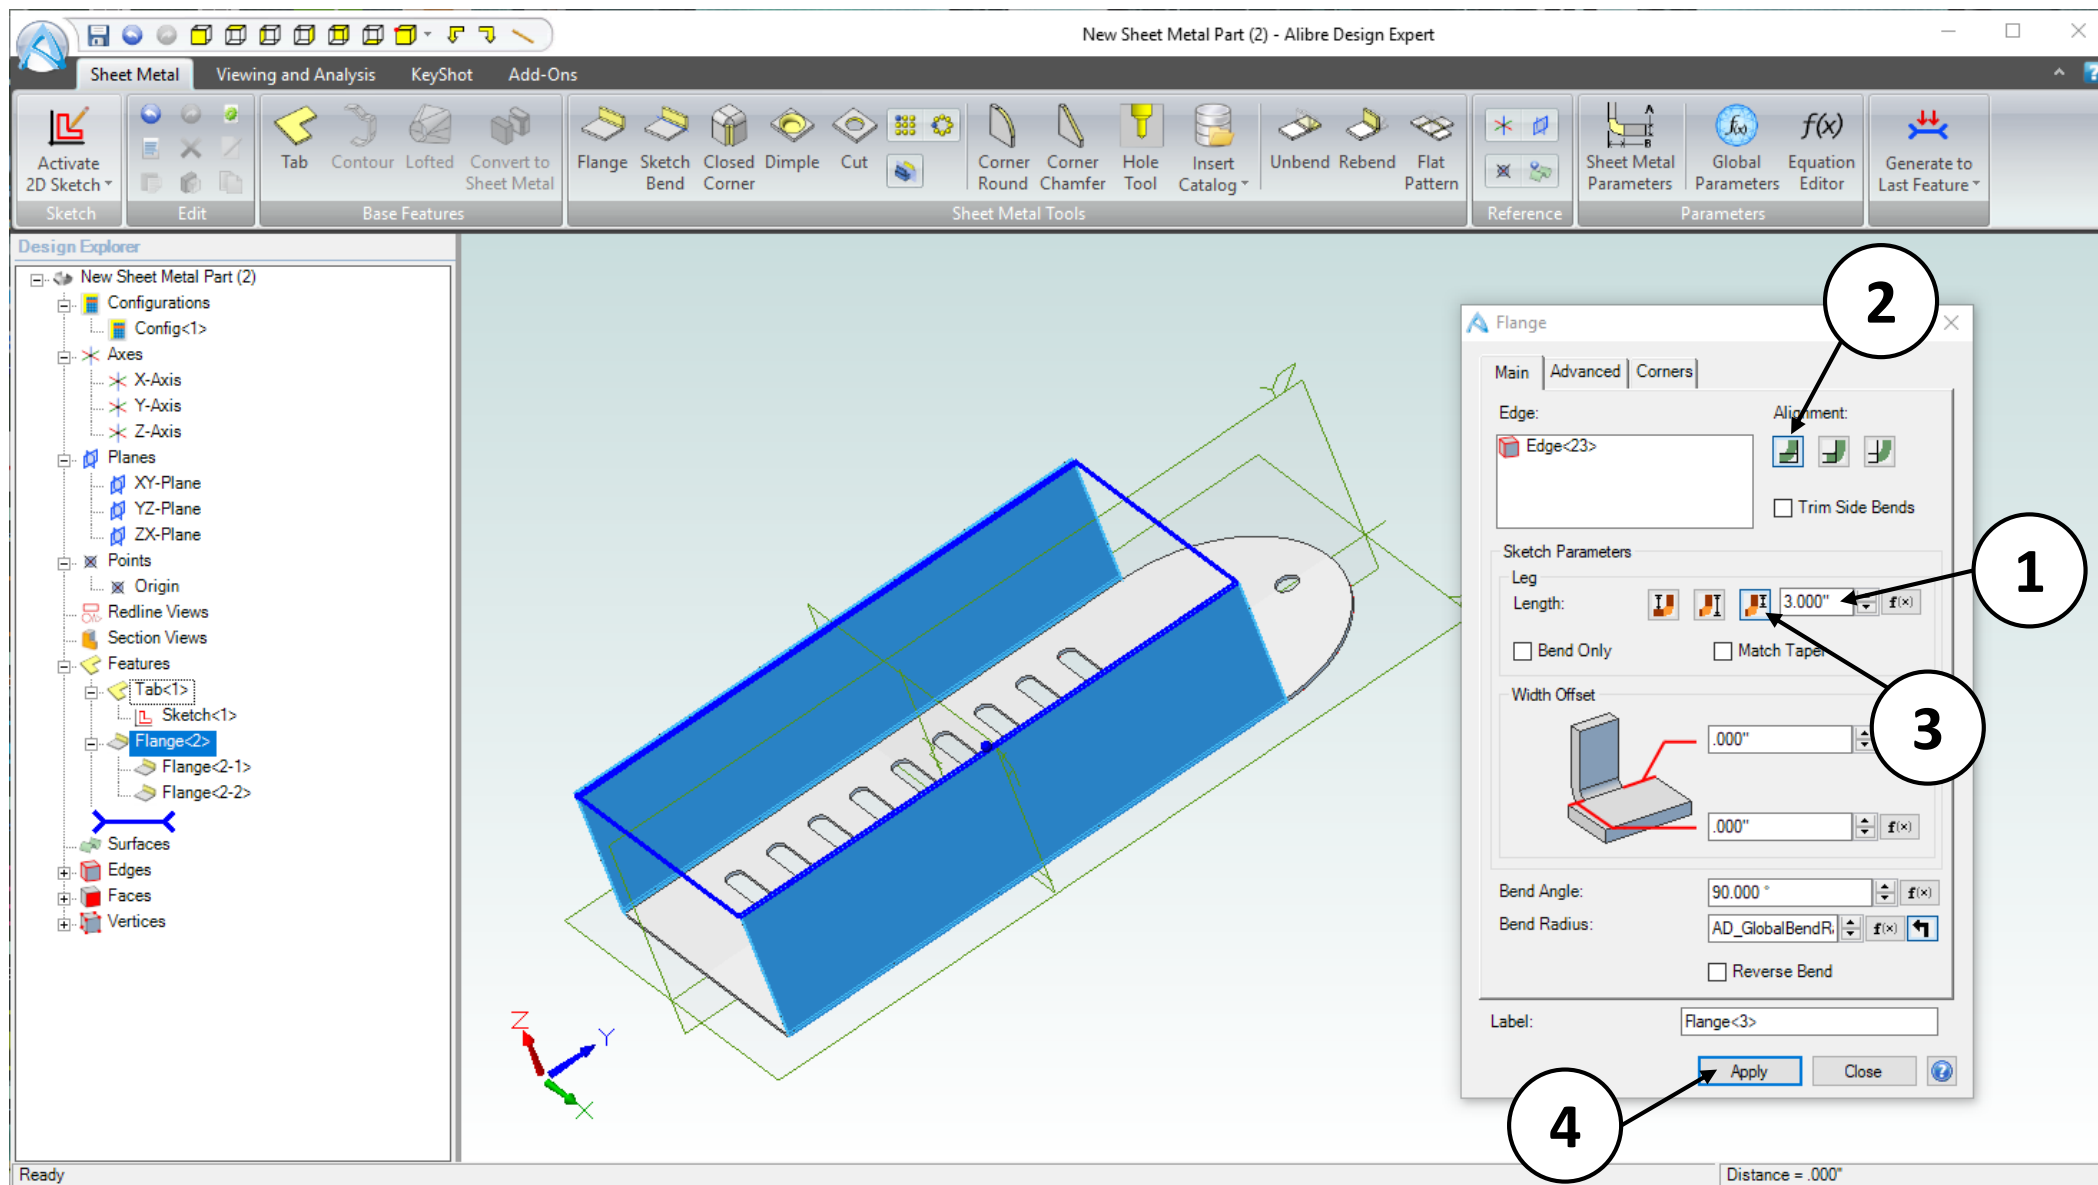 New Sheet Metal Part (2) - Alibre Design Expert
Sheet Metal Viewing and Analysis KeyShot Add-Ons
Activate 2D Sketch
Tab
Contour
Lofted
Convert to Sheet Metal
Flange
Sketch Bend
Closed Corner
Dimple
Cut
Corner Round
Corner Chamfer
Hole Tool
Insert Catalog
Unbend
Rebend
Flat Pattern
A
B
Sheet Metal Parameters
f(x)
Global Parameters
f(x)
Equation Editor
Generate to Last Feature
Sketch
Edit
Base Features
Sheet Metal Tools
Reference
Parameters
Design Explorer
New Sheet Metal Part (2)
Configurations
Config<1>
Axes
X-Axis
Y-Axis
Z-Axis
Planes
XY-Plane
YZ-Plane
ZX-Plane
Points
Origin
Redline Views
Section Views
Features
Tab<1>
Sketch<1>
Flange<2>
Flange<2-1>
Flange<2-2>
Surfaces
Edges
Faces
Vertices
Z
Y
X
Flange
Main Advanced Corners
Edge:
Alignment:
Edge<23>
Trim Side Bends
Sketch Parameters
Leg
Length:
3.000"
f(x)
Bend Only
Match Taper
Width Offset
.000"
.000"
f(x)
Bend Angle:
90.000 °
f(x)
Bend Radius:
AD_GlobalBendR
f(x)
Reverse Bend
Label:
Flange<3>
Apply
Close
?
1
2
3
4
Ready
Distance = .000"